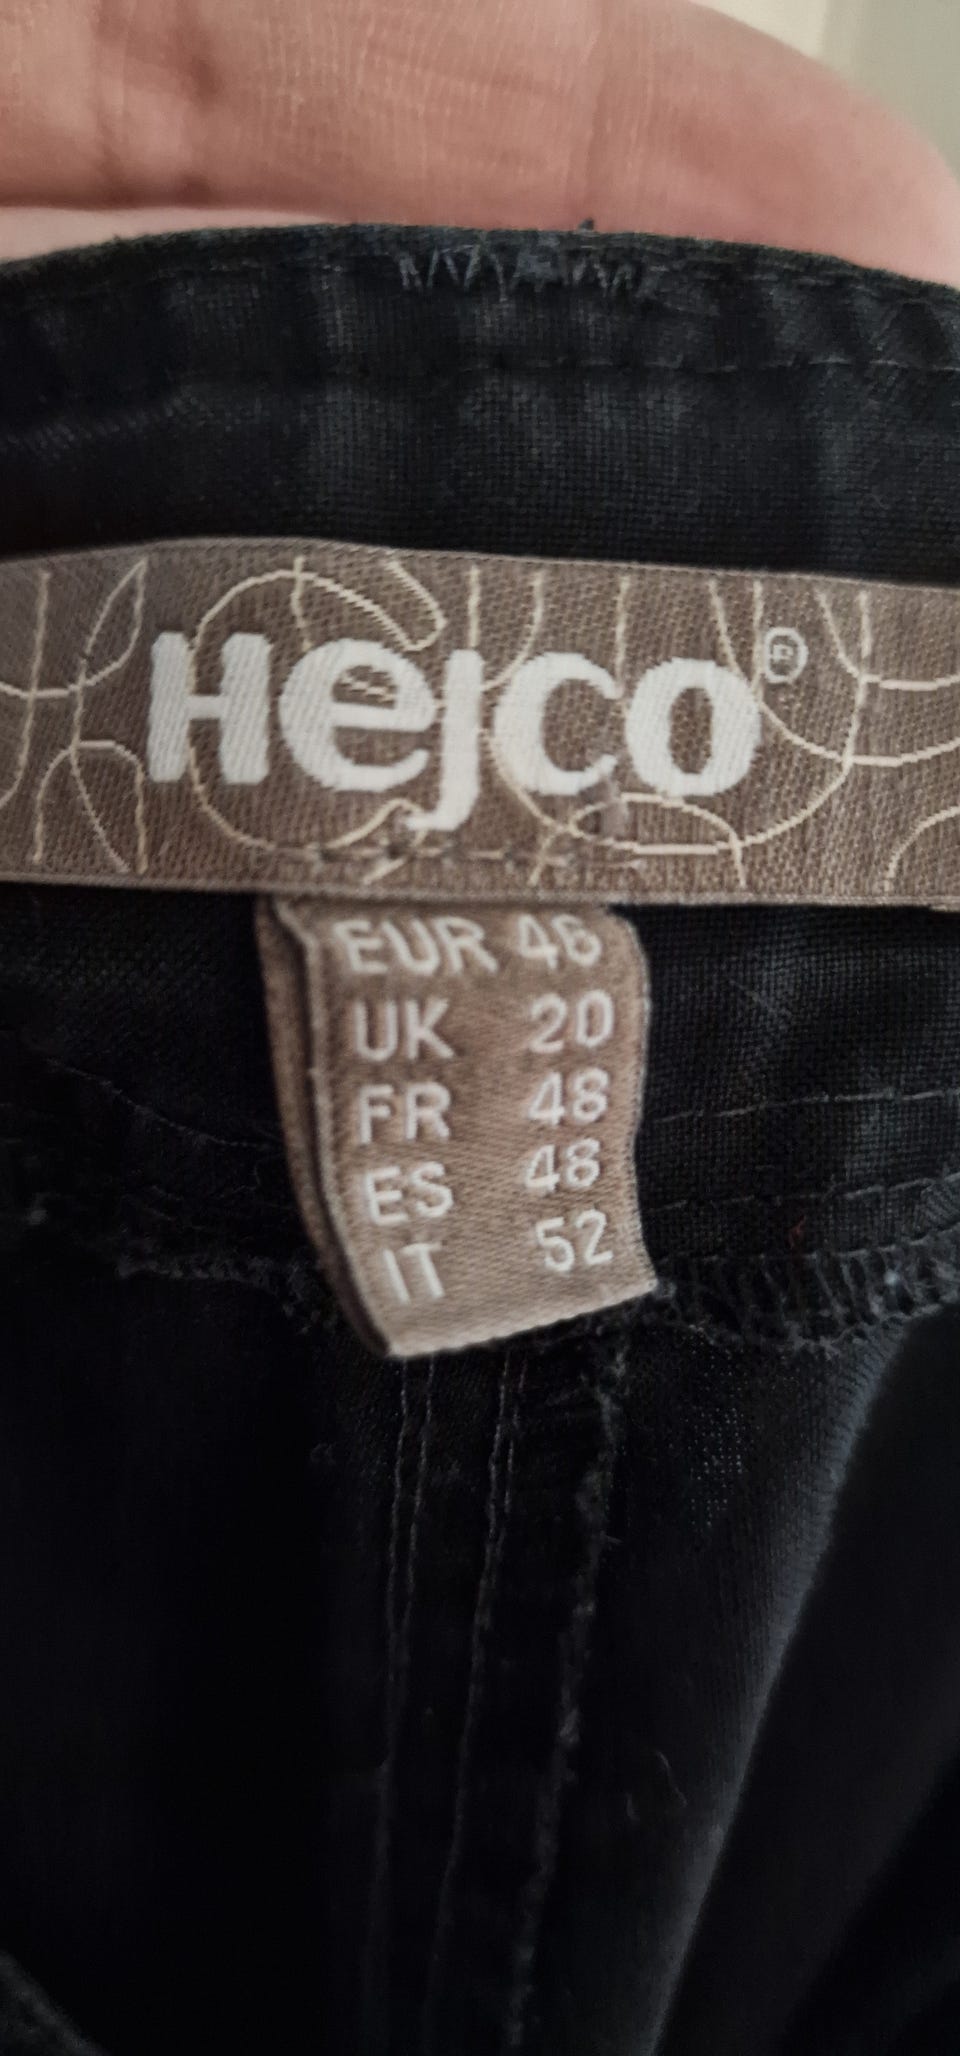 Hejco®
EUR 46
UK 20
FR 48
ES 48
IT 52